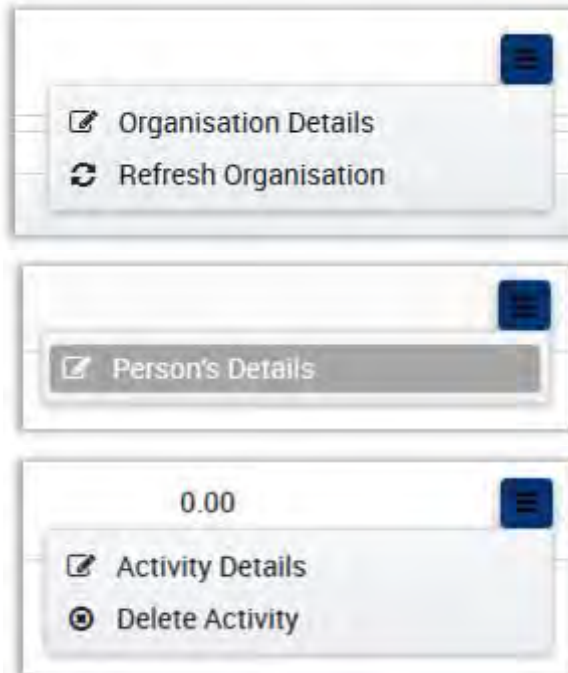 Organisation Details
Refresh Organisation
Person's Details
0.00
Activity Details
Delete Activity